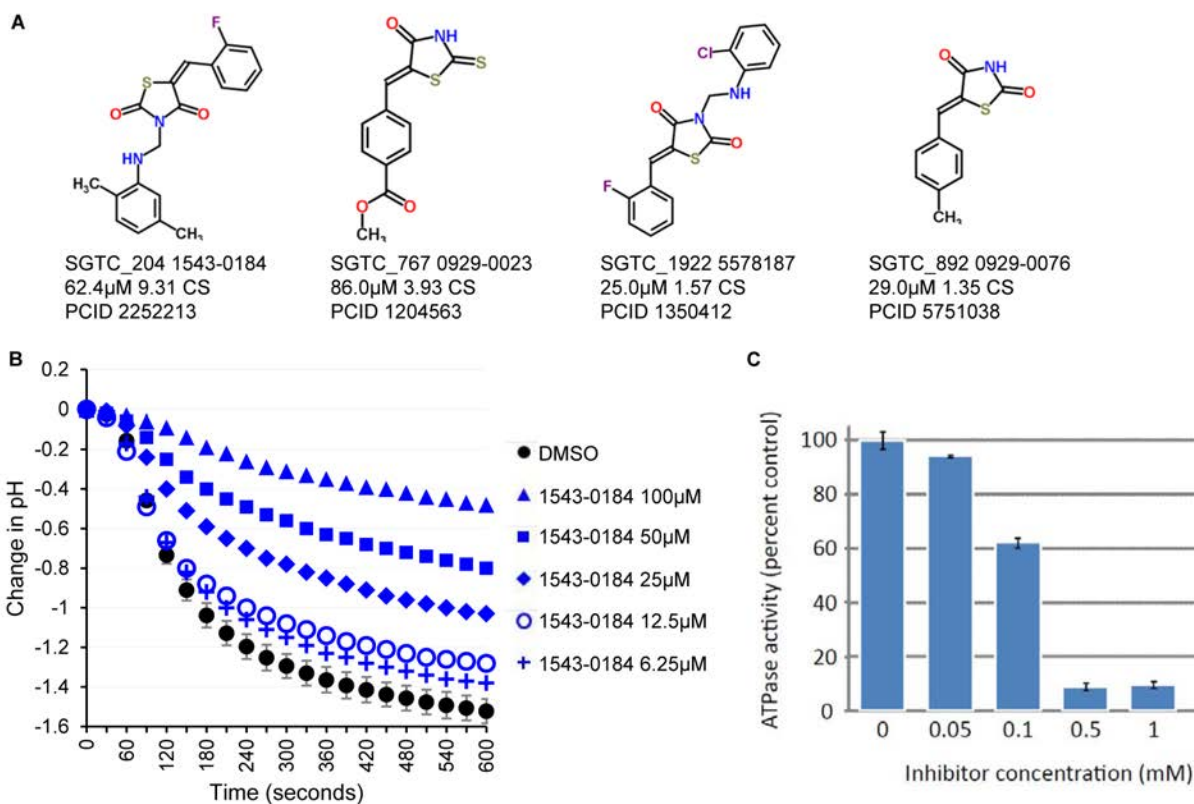 A
F
S
O
N
O
HN
H₃C
CH₃
SGTC_204 1543-0184
62.4µM 9.31 CS
PCID 2252213
O
NH
S
S
O
O
CH₃
SGTC_767 0929-0023
86.0µM 3.93 CS
PCID 1204563
Cl
NH
O
N
O
S
F
SGTC_1922 5578187
25.0µM 1.57 CS
PCID 1350412
O
NH
O
S
CH₃
SGTC_892 0929-0076
29.0µM 1.35 CS
PCID 5751038
B
Change in pH
0.2
0
-0.2
-0.4
-0.6
-0.8
-1
-1.2
-1.4
-1.6
0 60 120 180 240 300 360 420 480 540 600
Time (seconds)
DMSO
1543-0184 100µM
1543-0184 50µM
1543-0184 25µM
1543-0184 12.5µM
1543-0184 6.25µM
C
ATPase activity (percent control)
100
80
60
40
20
0
0 0.05 0.1 0.5 1
Inhibitor concentration (mM)